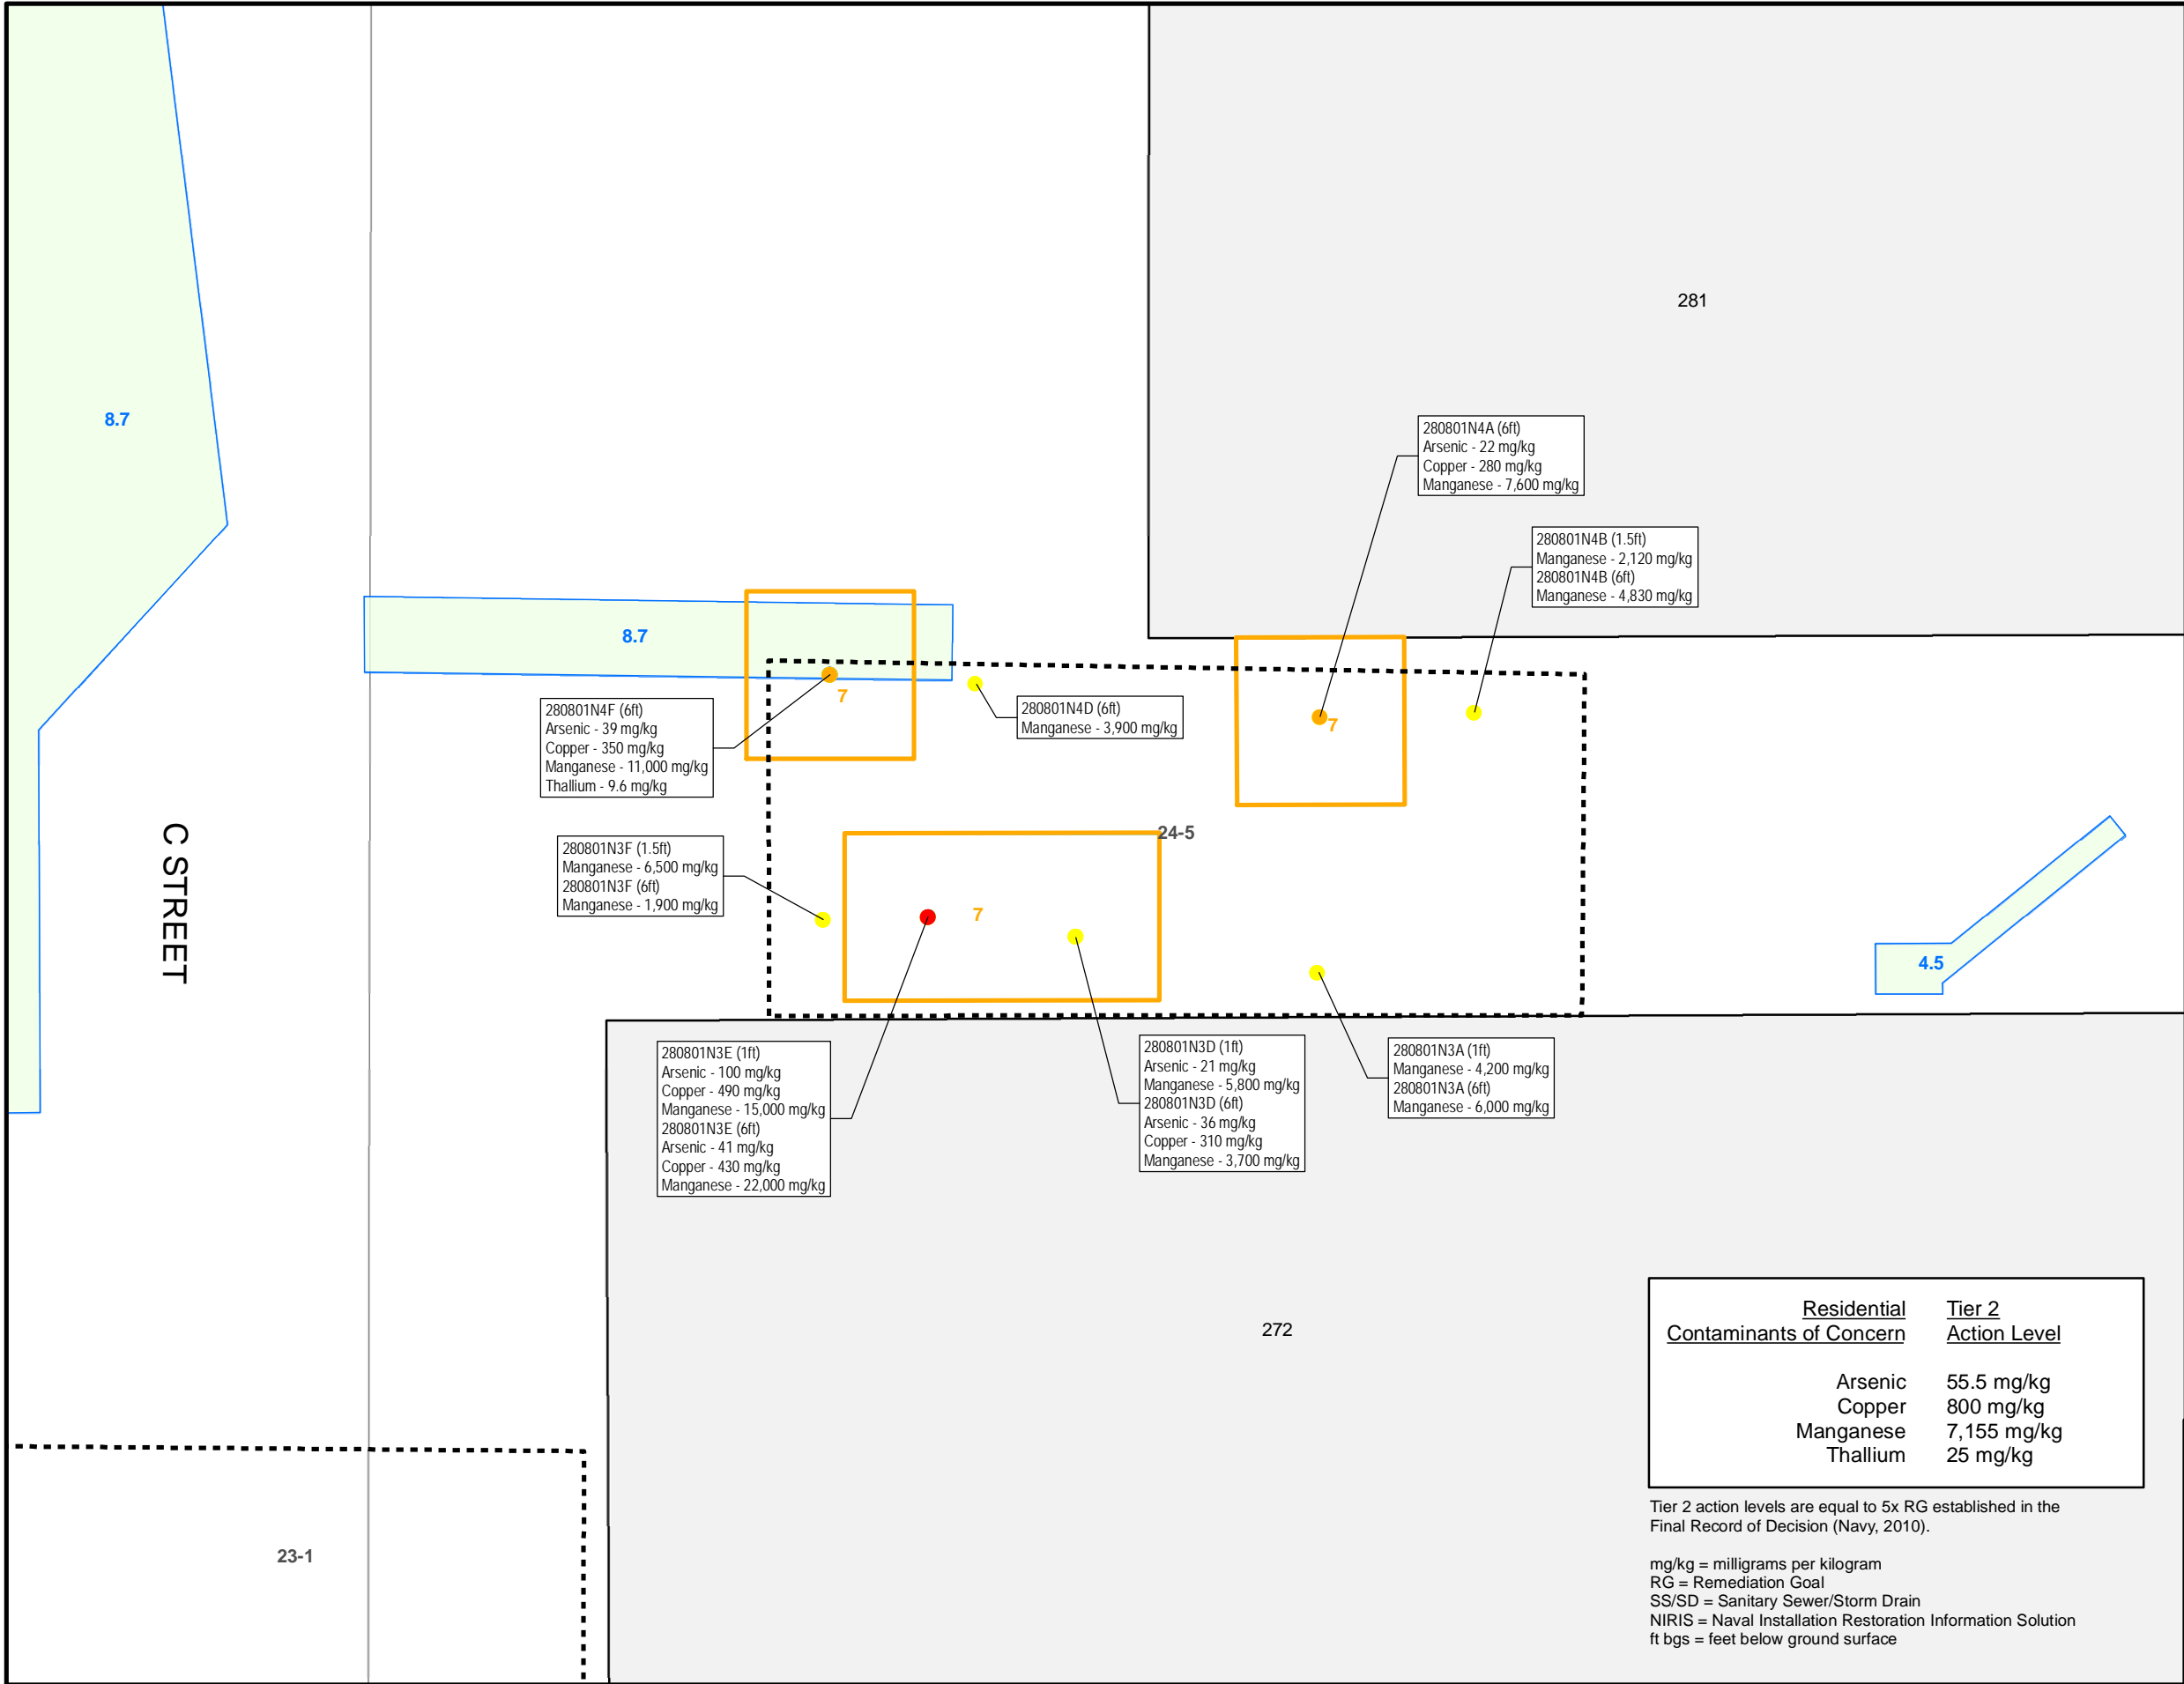 281
8.7
280801N4A (6ft)
Arsenic - 22 mg/kg
Copper - 280 mg/kg
Manganese - 7,600 mg/kg
280801N4B (1.5ft)
Manganese - 2,120 mg/kg
280801N4B (6ft)
Manganese - 4,830 mg/kg
8.7
7
280801N4F (6ft)
Arsenic - 39 mg/kg
Copper - 350 mg/kg
Manganese - 11,000 mg/kg
Thallium - 9.6 mg/kg
280801N4D (6ft)
Manganese - 3,900 mg/kg
7
24-5
C STREET
280801N3F (1.5ft)
Manganese - 6,500 mg/kg
280801N3F (6ft)
Manganese - 1,900 mg/kg
7
4.5
280801N3E (1ft)
Arsenic - 100 mg/kg
Copper - 490 mg/kg
Manganese - 15,000 mg/kg
280801N3E (6ft)
Arsenic - 41 mg/kg
Copper - 430 mg/kg
Manganese - 22,000 mg/kg
280801N3D (1ft)
Arsenic - 21 mg/kg
Manganese - 5,800 mg/kg
280801N3D (6ft)
Arsenic - 36 mg/kg
Copper - 310 mg/kg
Manganese - 3,700 mg/kg
280801N3A (1ft)
Manganese - 4,200 mg/kg
280801N3A (6ft)
Manganese - 6,000 mg/kg
272
23-1
Residential Tier 2
Contaminants of Concern Action Level
Arsenic 55.5 mg/kg
Copper 800 mg/kg
Manganese 7,155 mg/kg
Thallium 25 mg/kg
Tier 2 action levels are equal to 5x RG established in the
Final Record of Decision (Navy, 2010).
mg/kg = milligrams per kilogram
RG = Remediation Goal
SS/SD = Sanitary Sewer/Storm Drain
NIRIS = Naval Installation Restoration Information Solution
ft bgs = feet below ground surface